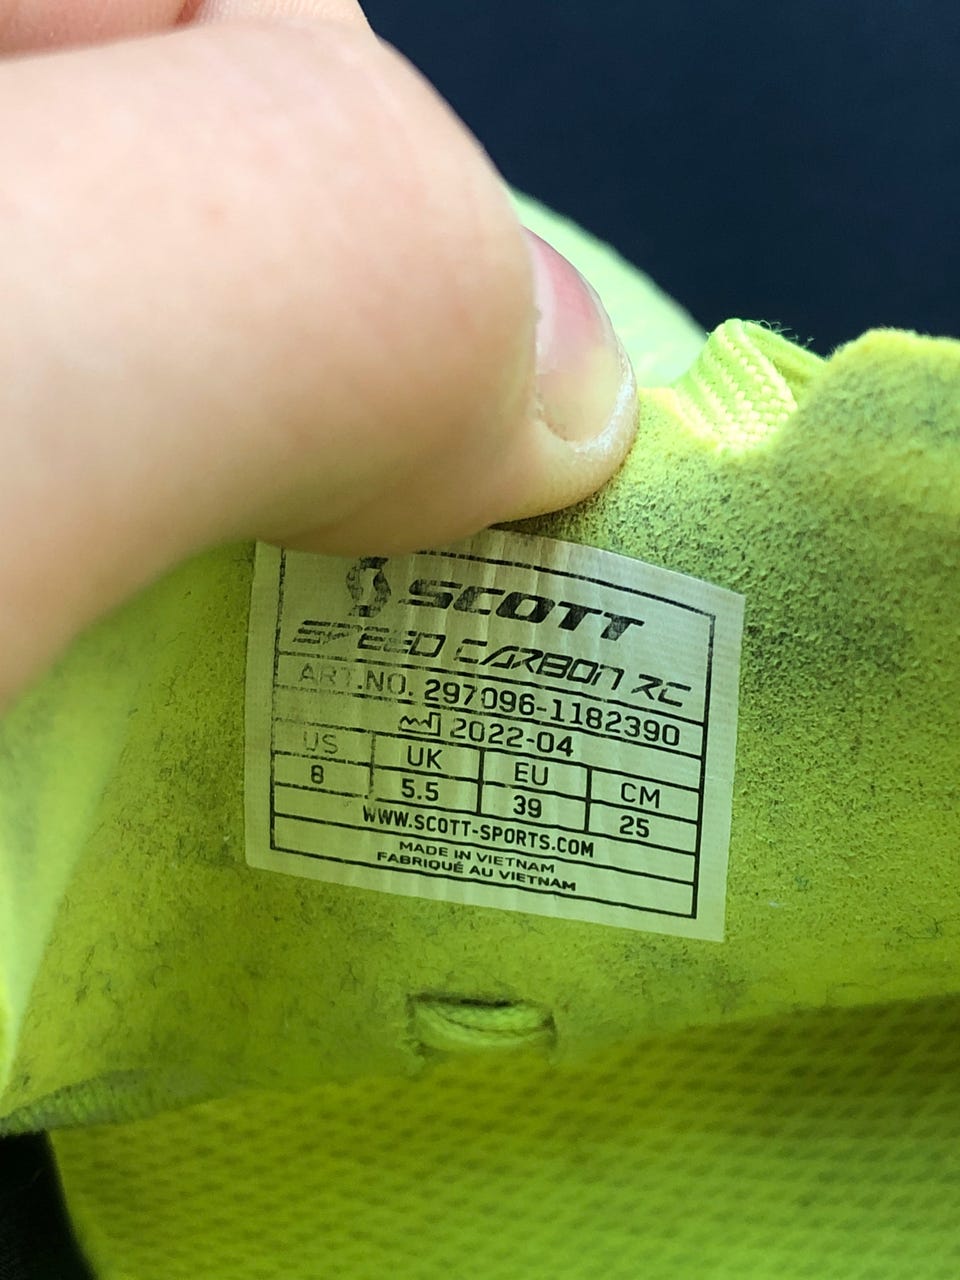 SCOTT
SPEED CARBON RC
ART.NO. 297096-1182390
2022-04
US UK EU CM
8 5.5 39 25
WWW.SCOTT-SPORTS.COM
MADE IN VIETNAM
FABRIQUÉ AU VIETNAM